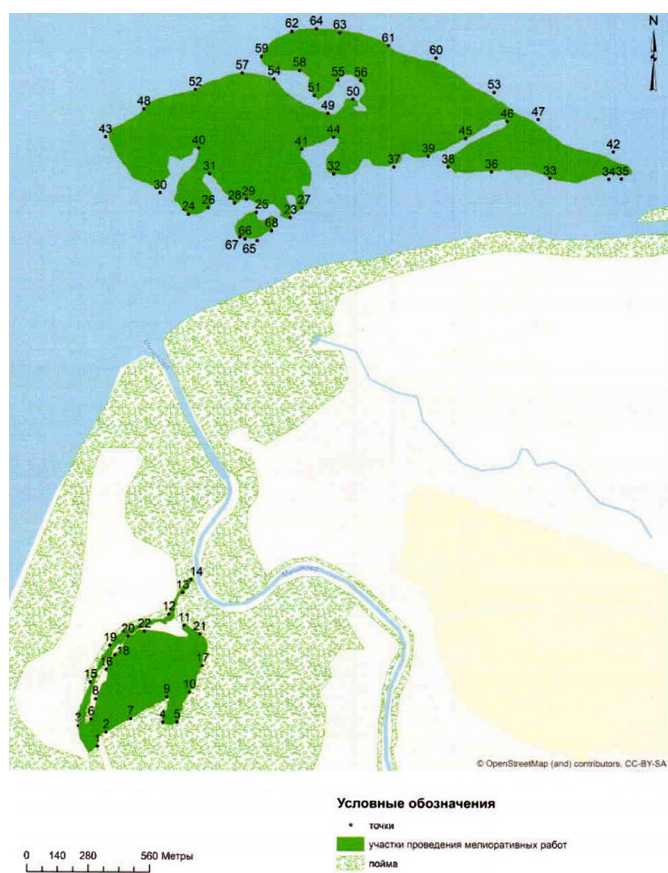 62 64 63
N
59 61
58 60
57 54 55 56
52 51 50 53
48 49 46 47
43 44 45
40 41 39 42
31 32 37 38 36
30 33 34 35
24 26 28 29 25 27
23
67 66 65 68
14
13
12
11
19 20 22 21
18
16 17
15
8 9 10
3 6 7 4 5
2
1
© OpenStreetMap (and) contributors, CC-BY-SA
Условные обозначения
точки
участки проведения мелиоративных работ
пойма
0 140 280 560 Метры